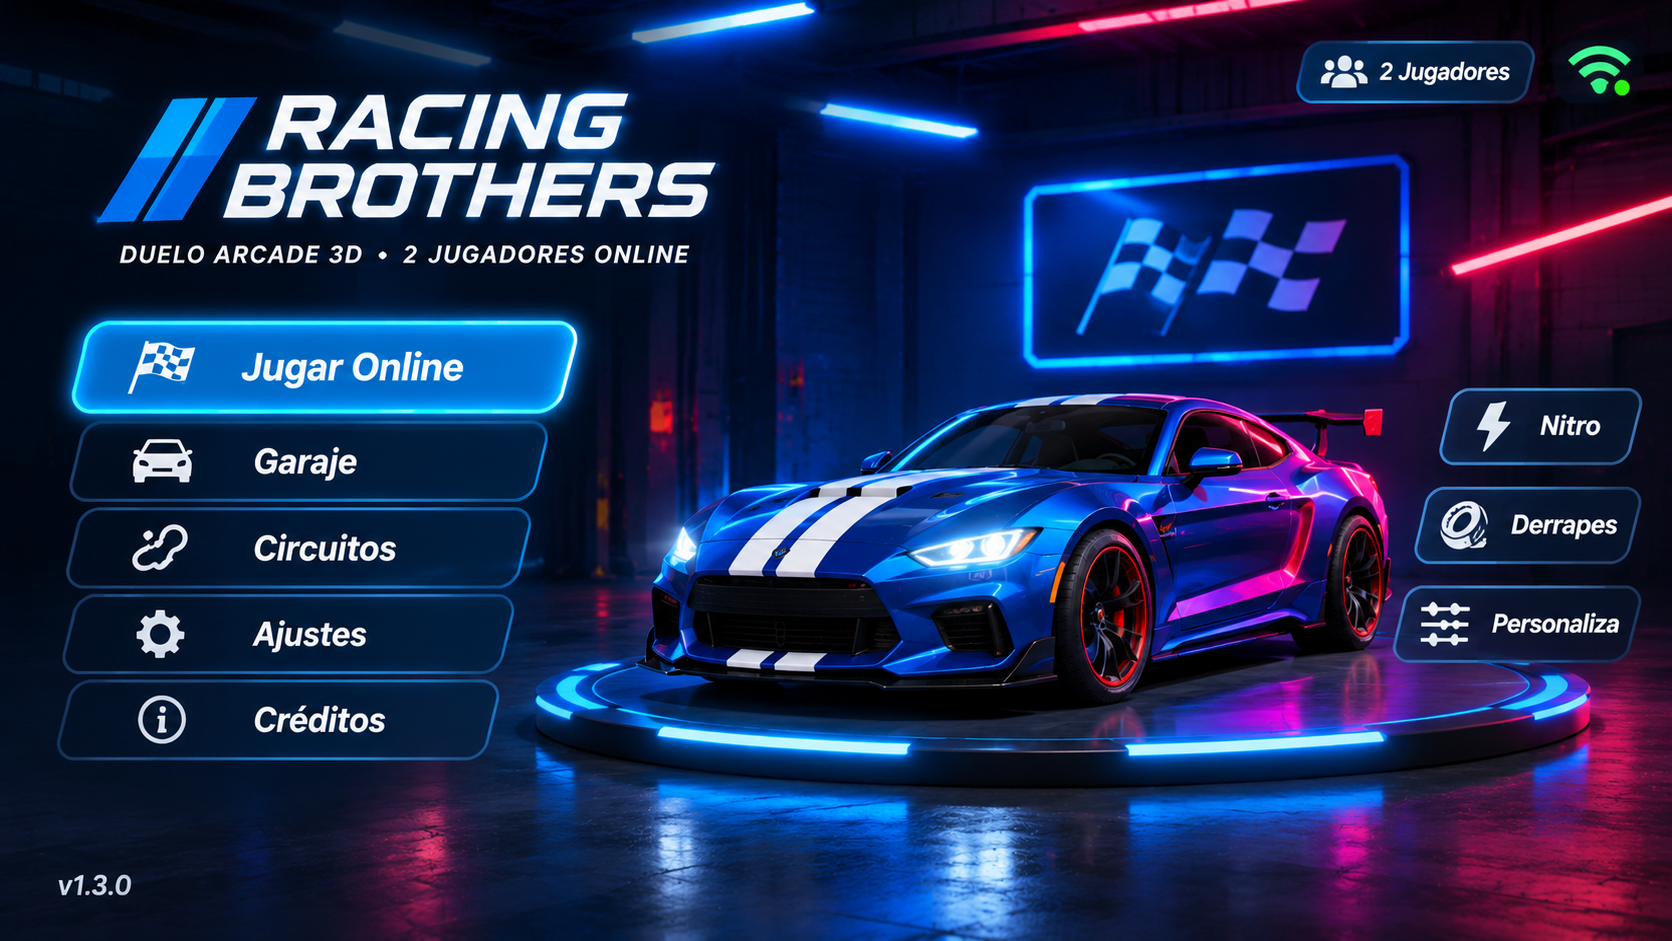 RACING
BROTHERS
DUELO ARCADE 3D • 2 JUGADORES ONLINE
2 Jugadores
Jugar Online
Garaje
Circuitos
Ajustes
Créditos
Nitro
Derrapes
Personaliza
v1.3.0